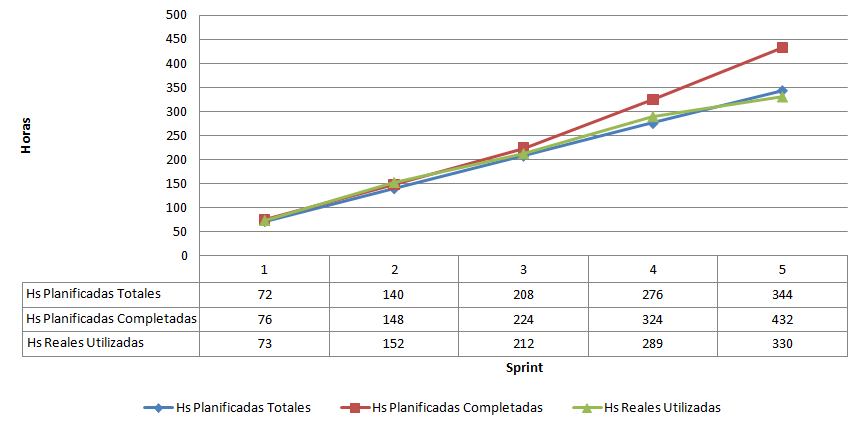 500
450
400
350
300
250
200
150
100
50
0
Horas
1 2 3 4 5
Hs Planificadas Totales 72 140 208 276 344
Hs Planificadas Completadas 76 148 224 324 432
Hs Reales Utilizadas 73 152 212 289 330
Sprint
Hs Planificadas Totales Hs Planificadas Completadas Hs Reales Utilizadas